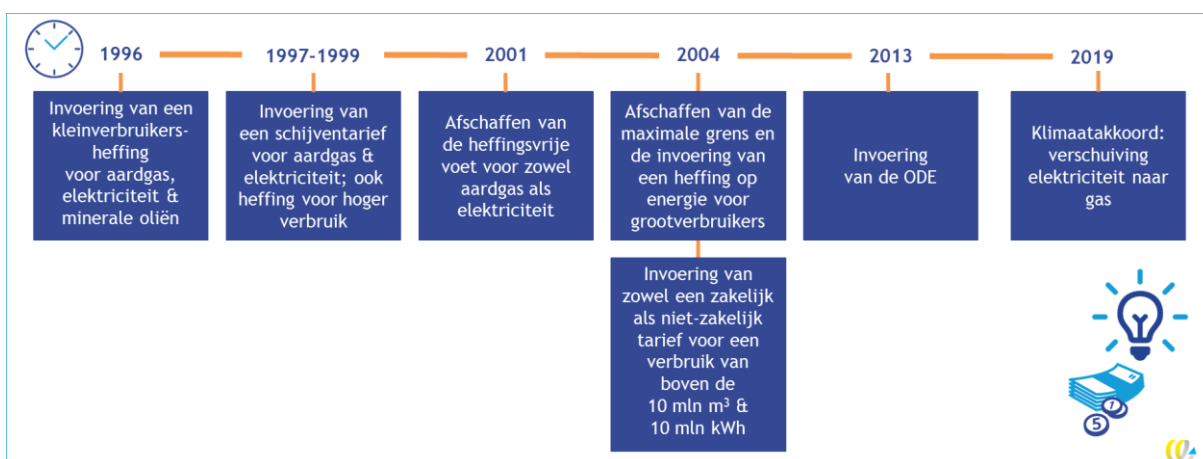 1996
Invoering van een
kleinverbruikers-
heffing
voor aardgas,
elektriciteit &
minerale oliën
1997-1999
Invoering van
een schijventarief
voor aardgas &
elektriciteit; ook
heffing voor hoger
verbruik
2001
Afschaffen van
de heffingsvrije
voet voor zowel
aardgas als
elektriciteit
2004
Afschaffen van de
maximale grens en
de invoering van
een heffing op
energie voor
grootverbruikers
Invoering van
zowel een zakelijk
als niet-zakelijk
tarief voor een
verbruik van
boven de
10 mln m³ &
10 mln kWh
2013
Invoering
van de ODE
2019
Klimaatakkoord:
verschuiving
elektriciteit naar
gas
1
5